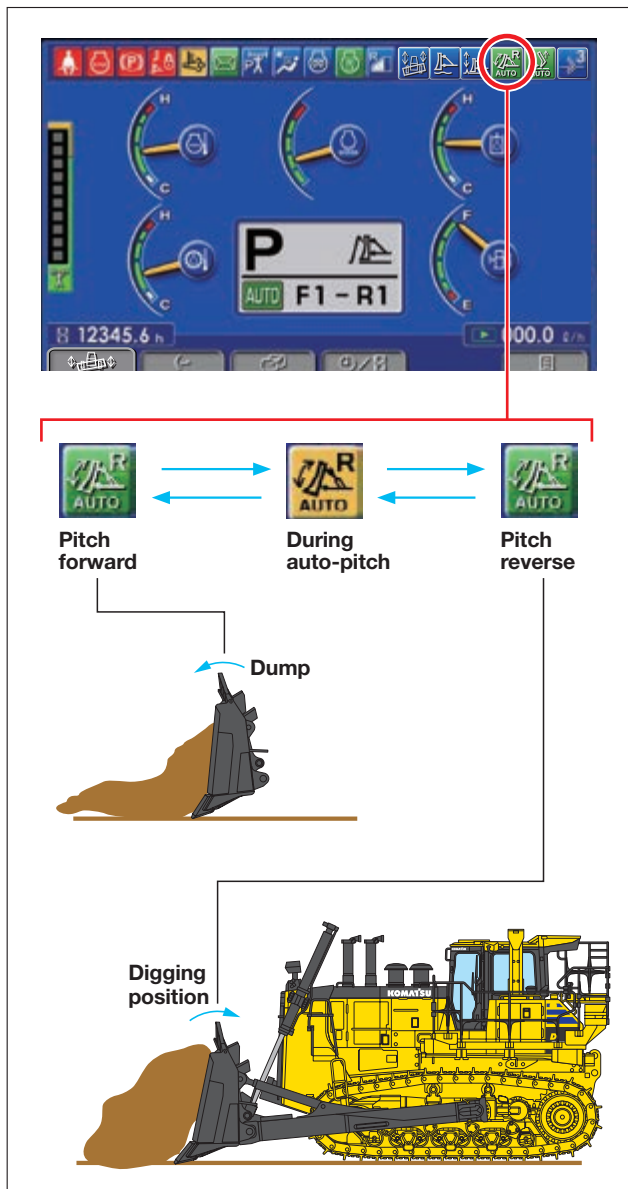 R
AUTO
AUTO
3
H
C
H
C
H
C
F
E
P
AUTO F1 - R1
12345.6 h
000.0 ℓ/h
R
AUTO
R
AUTO
R
AUTO
Pitch
forward
During
auto-pitch
Pitch
reverse
Dump
Digging
position
KOMATSU